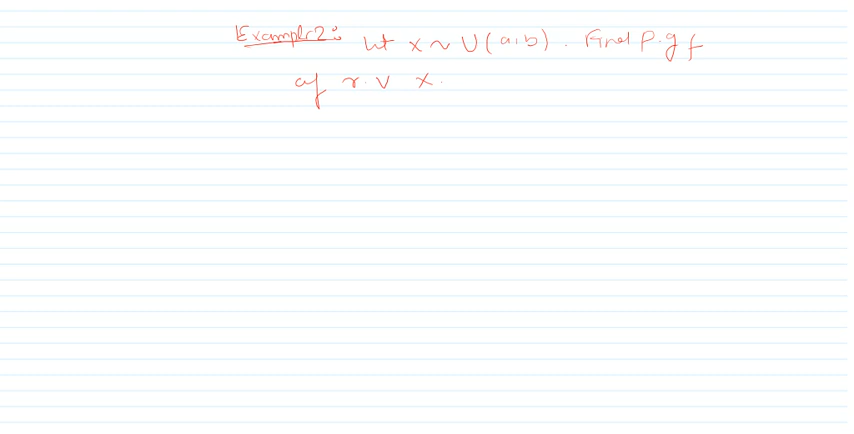 Example 2: Let X ~ U(a,b). Find P.g f
of r.v X.